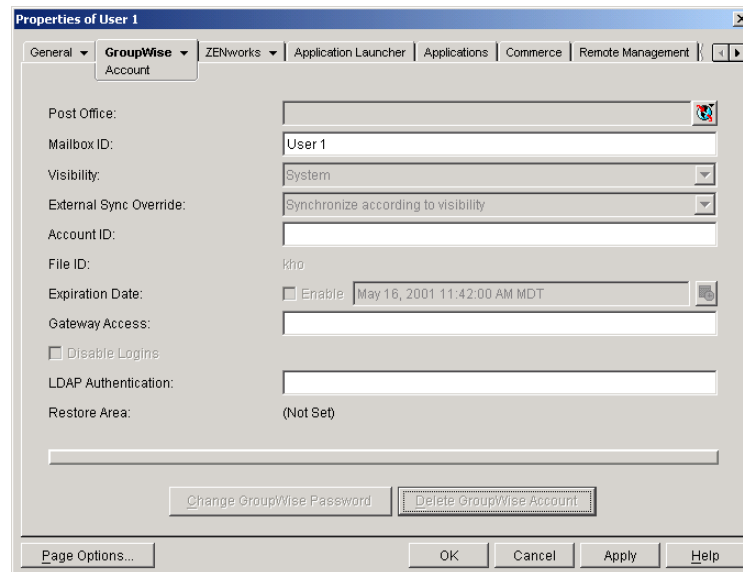 Properties of User 1
General GroupWise ZENworks Application Launcher Applications Commerce Remote Management
Account
Post Office:
Mailbox ID: User 1
Visibility: System
External Sync Override: Synchronize according to visibility
Account ID:
File ID: kho
Expiration Date: Enable May 16, 2001 11:42:00 AM MDT
Gateway Access:
Disable Logins
LDAP Authentication:
Restore Area: (Not Set)
Change GroupWise Password Delete GroupWise Account
Page Options... OK Cancel Apply Help